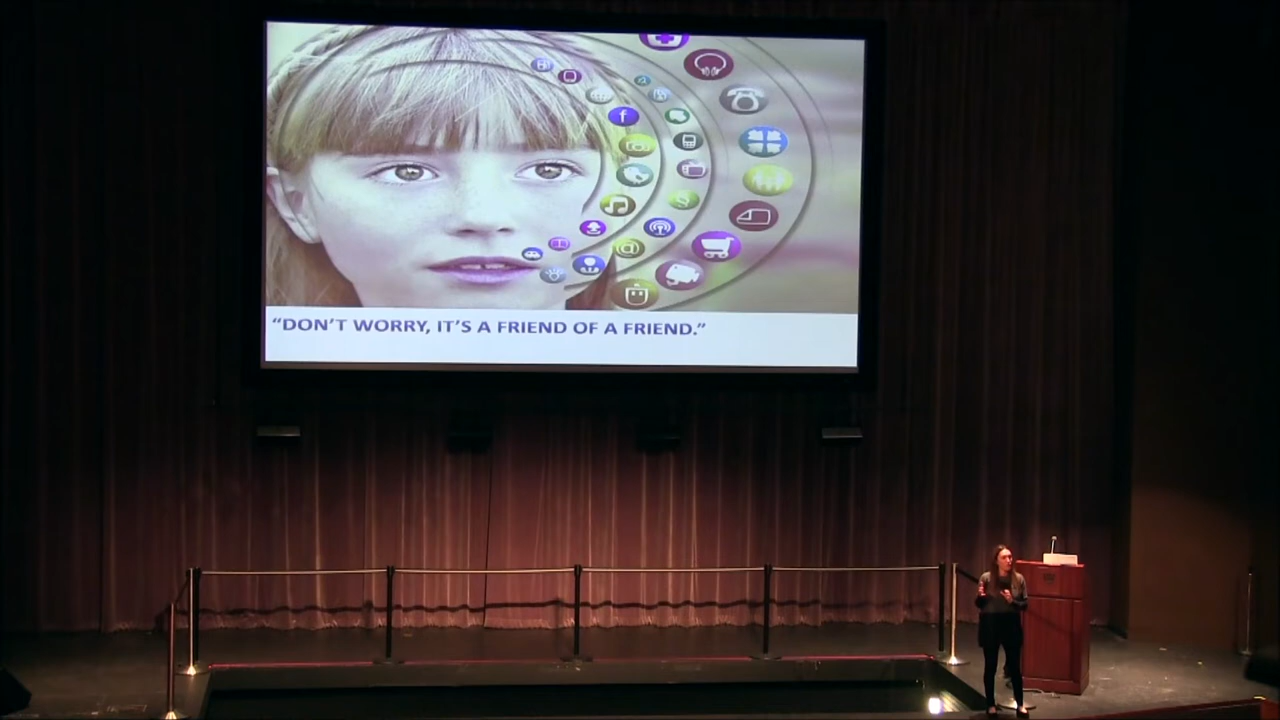 “DON’T WORRY, IT’S A FRIEND OF A FRIEND.”